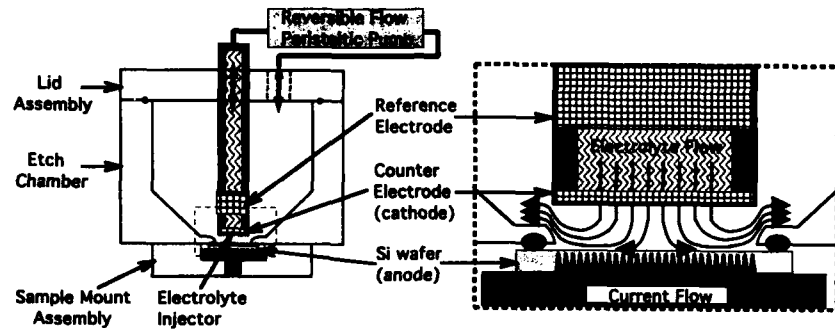 Reversible Flow
Peristaltic Pump
Lid
Assembly
Etch
Chamber
Sample Mount
Assembly
Electrolyte
Injector
Reference
Electrode
Counter
Electrode
(cathode)
Si wafer
(anode)
Electrolyte Flow
Current Flow